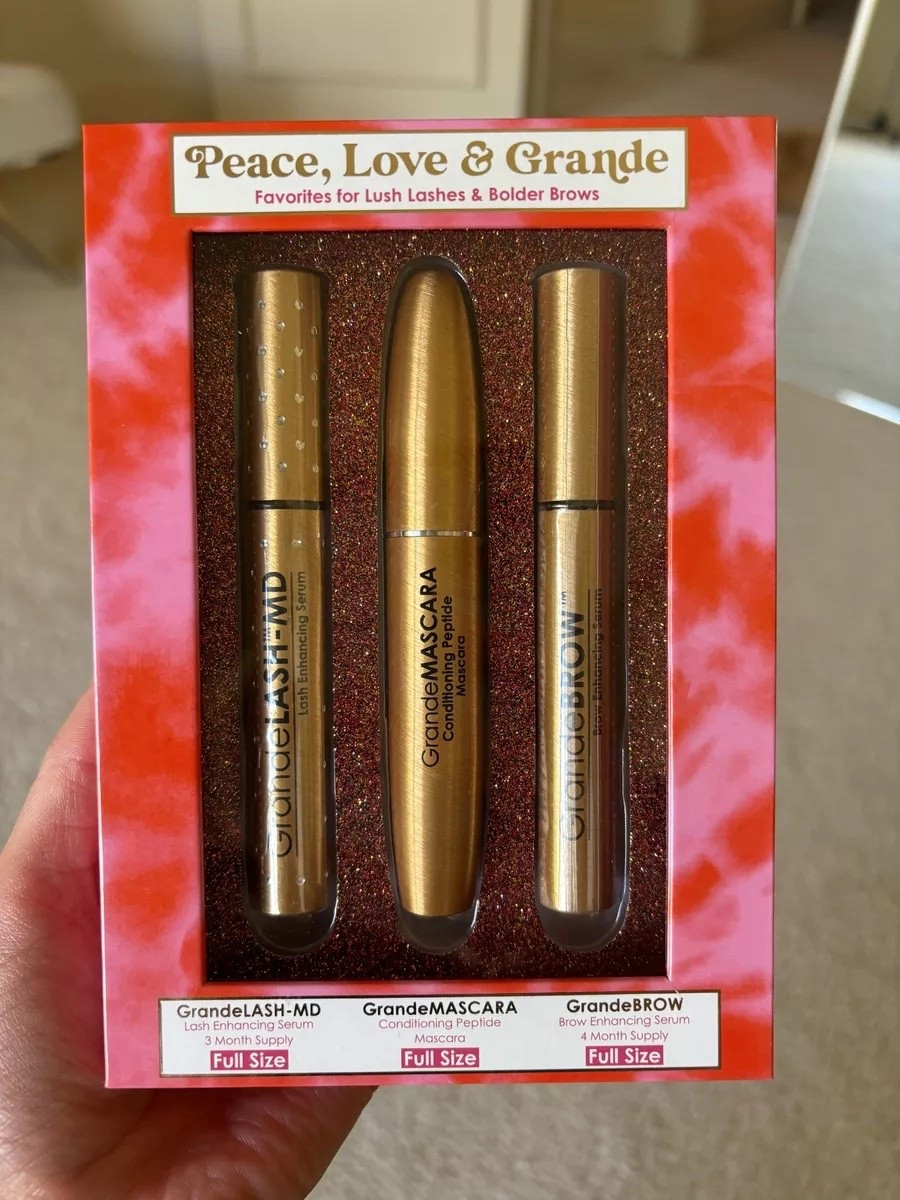 Peace, Love & Grande
Favorites for Lush Lashes & Bolder Brows
GrandeLASH™-MD
Lash Enhancing Serum
GrandeMASCARA
Conditioning Peptide
Mascara
GrandeBROW™
Brow Enhancing Serum
GrandeLASH-MD
Lash Enhancing Serum
3 Month Supply
Full Size
GrandeMASCARA
Conditioning Peptide
Mascara
Full Size
GrandeBROW
Brow Enhancing Serum
4 Month Supply
Full Size